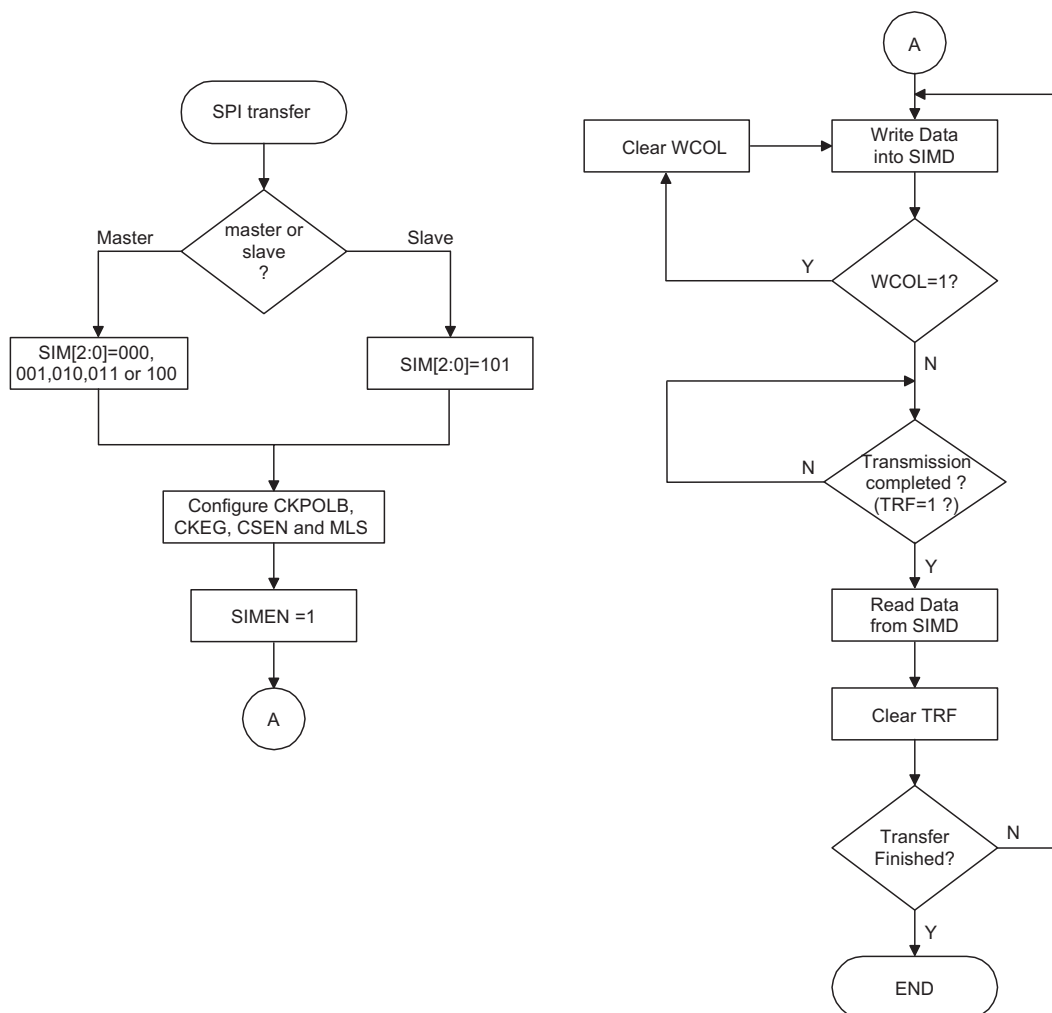 SPI transfer
master or
slave
?
Master
Slave
SIM[2:0]=000,
001,010,011 or 100
SIM[2:0]=101
Configure CKPOLB,
CKEG, CSEN and MLS
SIMEN =1
A
A
Clear WCOL
Write Data
into SIMD
Y
WCOL=1?
N
N
Transmission
completed ?
(TRF=1 ?)
Y
Read Data
from SIMD
Clear TRF
Transfer
Finished?
N
Y
END